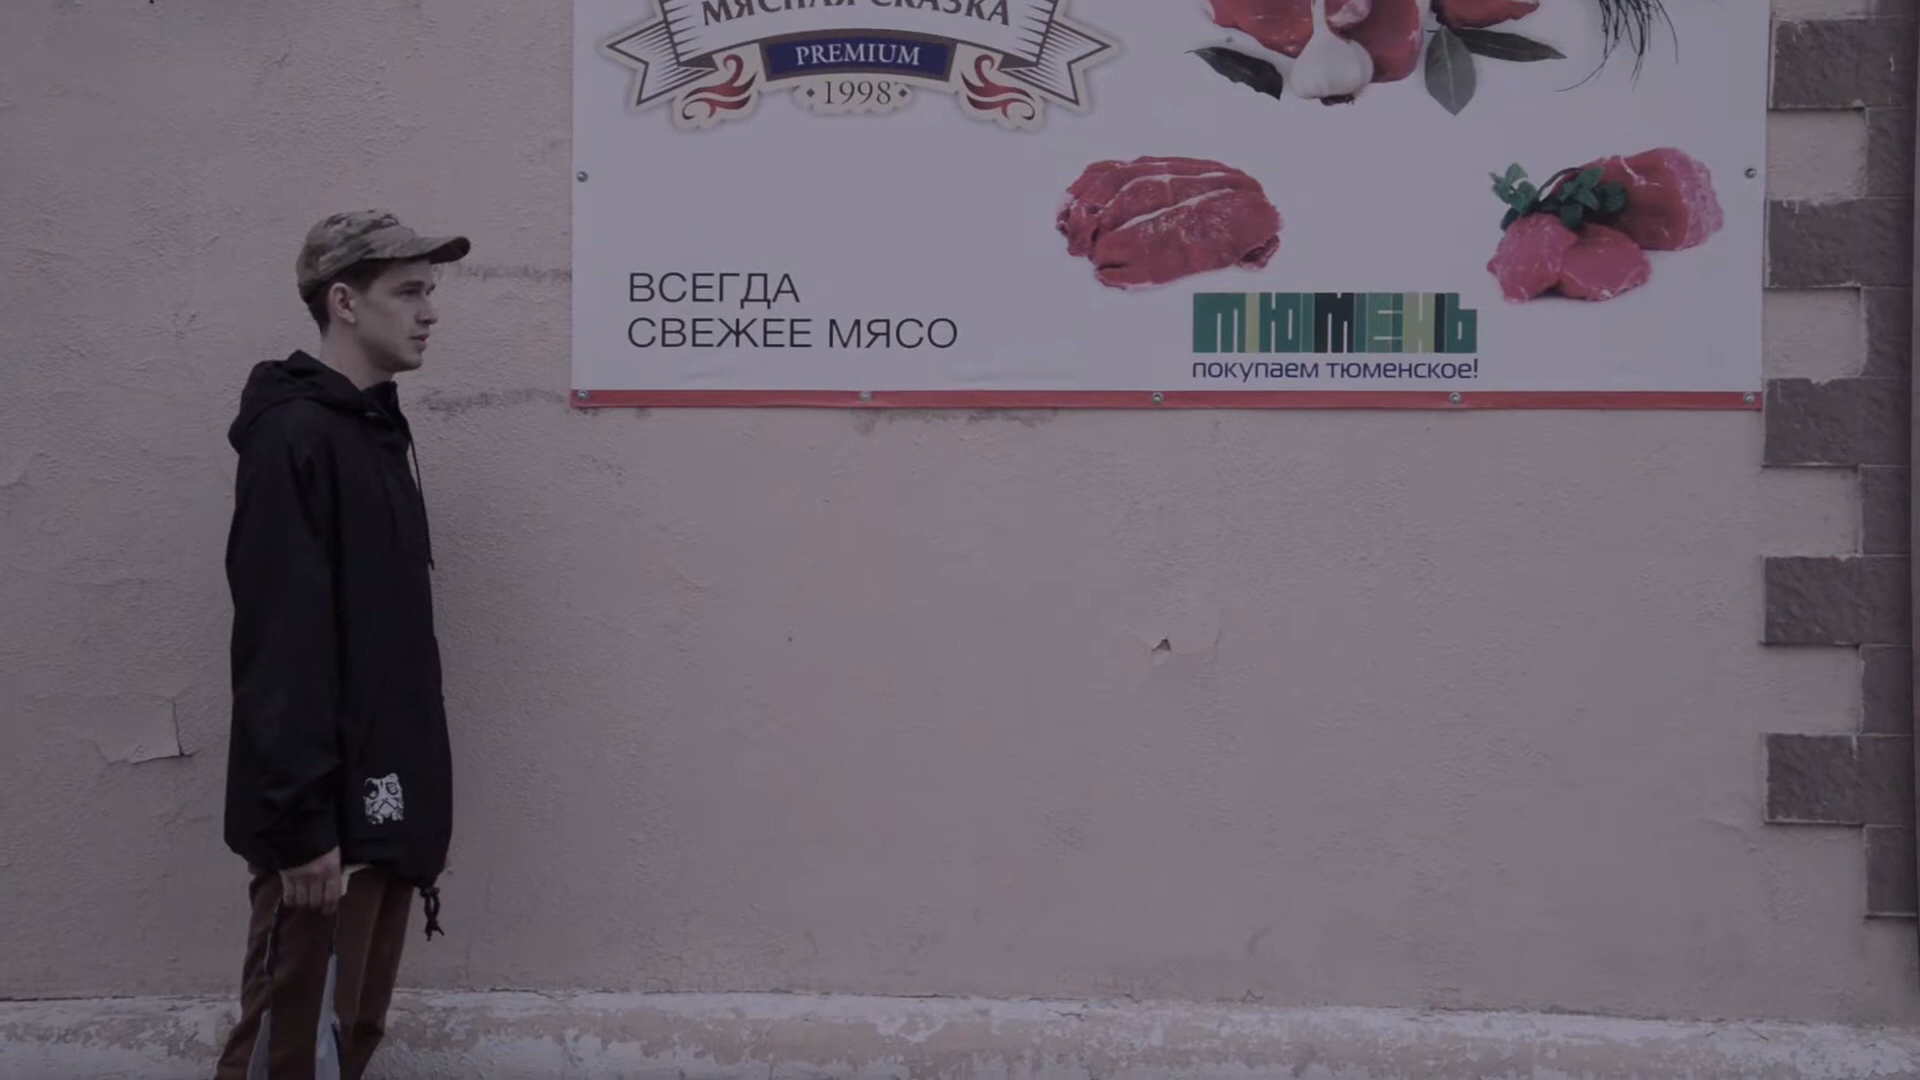 МЯСНАЯ СКАЗКА
PREMIUM
1998
ВСЕГДА
СВЕЖЕЕ МЯСО
ТЮМЕНЬ
покупаем тюменское!